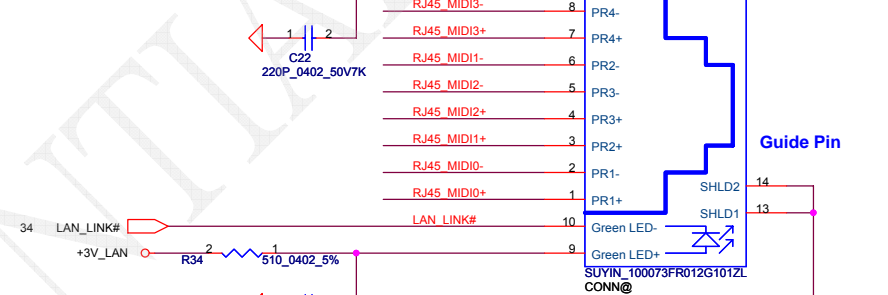 RJ45_MIDI3- 8 PR4-
1 2 RJ45_MIDI3+ 7 PR4+
C22
220P_0402_50V7K
RJ45_MIDI1- 6 PR2-
RJ45_MIDI2- 5 PR3-
RJ45_MIDI2+ 4 PR3+
RJ45_MIDI1+ 3 PR2+
Guide Pin
RJ45_MIDI0- 2 PR1-
SHLD2 14
RJ45_MIDI0+ 1 PR1+
SHLD1 13
34 LAN_LINK# LAN_LINK# 10 Green LED-
+3V_LAN R34 2 1 510_0402_5% 9 Green LED+
SUYIN_100073FR012G101ZL
CONN@